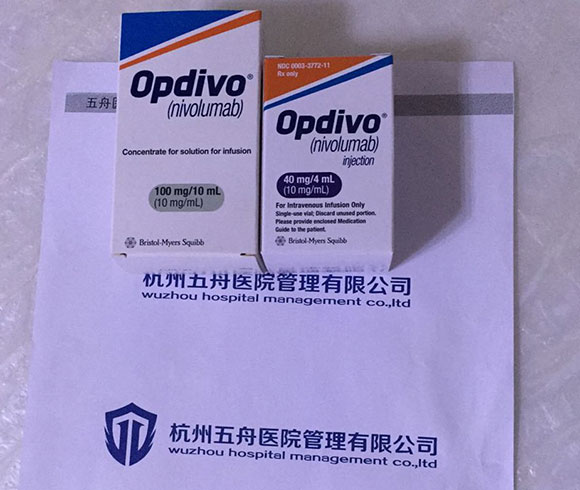 五舟医
Opdivo®
(nivolumab)
Concentrate for solution for infusion
100 mg/10 mL
(10 mg/mL)
Bristol-Myers Squibb
NDC 0003-3772-11
Rx only
Opdivo®
(nivolumab)
injection
40 mg/4 mL
(10 mg/mL)
For Intravenous Infusion Only
Single-use vial; Discard unused portion.
Please provide enclosed Medication
Guide to the patient.
Bristol-Myers Squibb
杭州五舟医院管理有限公司
wuzhou hospital management co.,ltd
杭州五舟医院管理有限公司
wuzhou hospital management co.,ltd